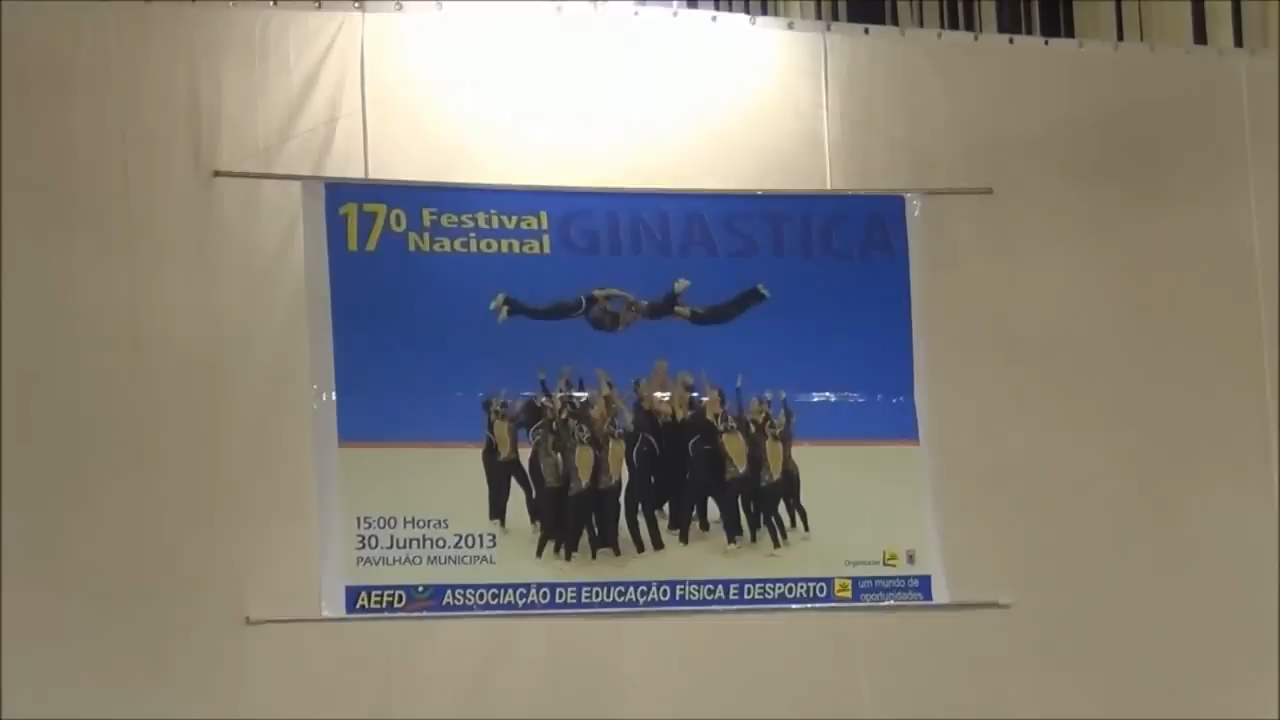 17º Festival
Nacional GINASTICA
15:00 Horas
30.Junho.2013
PAVILHÃO MUNICIPAL
Organização
AEFD ASSOCIAÇÃO DE EDUCAÇÃO FÍSICA E DESPORTO
um mundo de
oportunidades